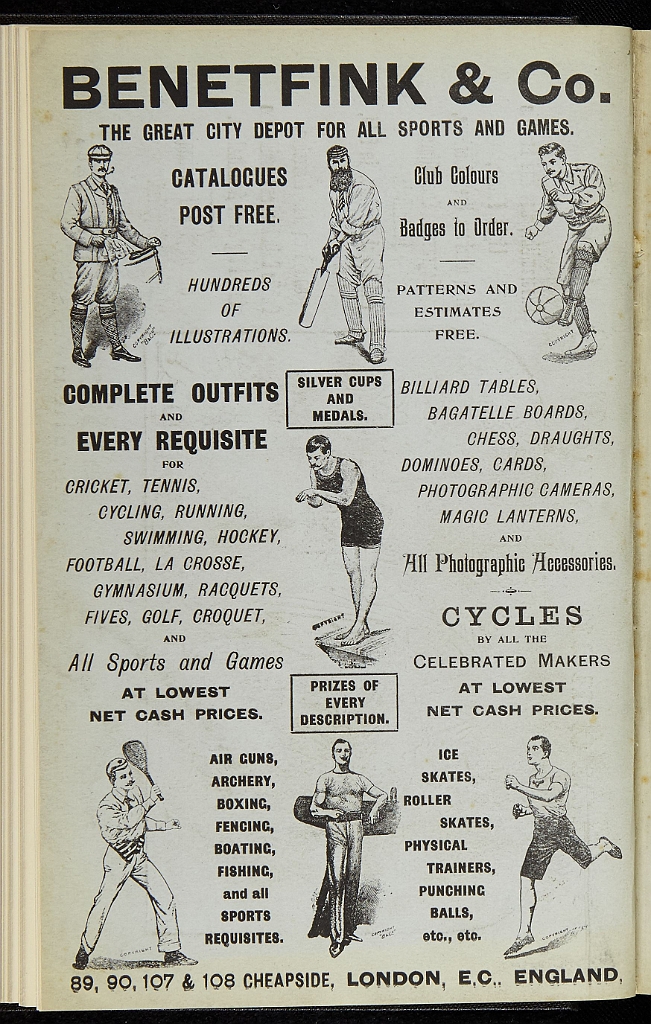 BENETFINK & Co.
THE GREAT CITY DEPOT FOR ALL SPORTS AND GAMES.
CATALOGUES
POST FREE.
HUNDREDS
OF
ILLUSTRATIONS.
Club Colours
AND
Badges to Order.
PATTERNS AND
ESTIMATES
FREE.
COPYRIGHT
COPYRIGHT
COMPLETE OUTFITS
AND
EVERY REQUISITE
FOR
CRICKET, TENNIS,
CYCLING, RUNNING,
SWIMMING, HOCKEY,
FOOTBALL, LA CROSSE,
GYMNASIUM, RACQUETS,
FIVES, GOLF, CROQUET,
AND
All Sports and Games
AT LOWEST
NET CASH PRICES.
SILVER CUPS
AND
MEDALS.
COPYRIGHT
PRIZES OF
EVERY
DESCRIPTION.
BILLIARD TABLES,
BAGATELLE BOARDS,
CHESS, DRAUGHTS,
DOMINOES, CARDS,
PHOTOGRAPHIC CAMERAS,
MAGIC LANTERNS,
AND
All Photographic Accessories.
CYCLES
BY ALL THE
CELEBRATED MAKERS
AT LOWEST
NET CASH PRICES.
AIR GUNS,
ARCHERY,
BOXING,
FENCING,
BOATING,
FISHING,
and all
SPORTS
REQUISITES.
ICE
SKATES,
ROLLER
SKATES,
PHYSICAL
TRAINERS,
PUNCHING
BALLS,
etc., etc.
COPYRIGHT
COPYRIGHT
COPYRIGHT
89, 90, 107 & 108 CHEAPSIDE, LONDON, E.C., ENGLAND.